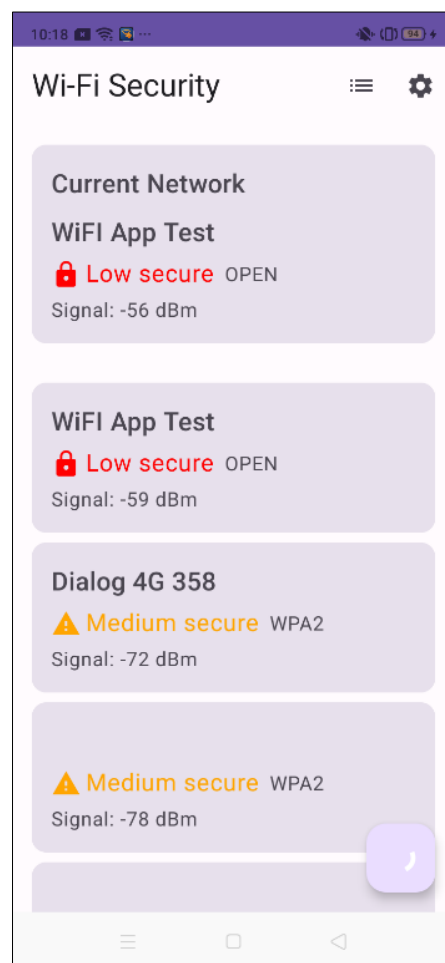 10:18 ···
94
Wi-Fi Security
Current Network
WiFI App Test
Low secure OPEN
Signal: -56 dBm
WiFI App Test
Low secure OPEN
Signal: -59 dBm
Dialog 4G 358
Medium secure WPA2
Signal: -72 dBm
Medium secure WPA2
Signal: -78 dBm